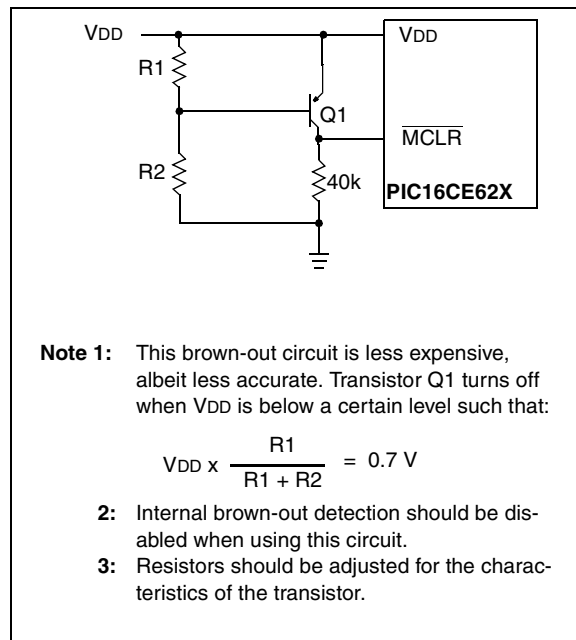 VDD
VDD
R1
Q1
MCLR
R2
40k
PIC16CE62X
Note 1: This brown-out circuit is less expensive,
albeit less accurate. Transistor Q1 turns off
when VDD is below a certain level such that:
VDD x R1 / R1 + R2 = 0.7 V
2: Internal brown-out detection should be dis-
abled when using this circuit.
3: Resistors should be adjusted for the charac-
teristics of the transistor.